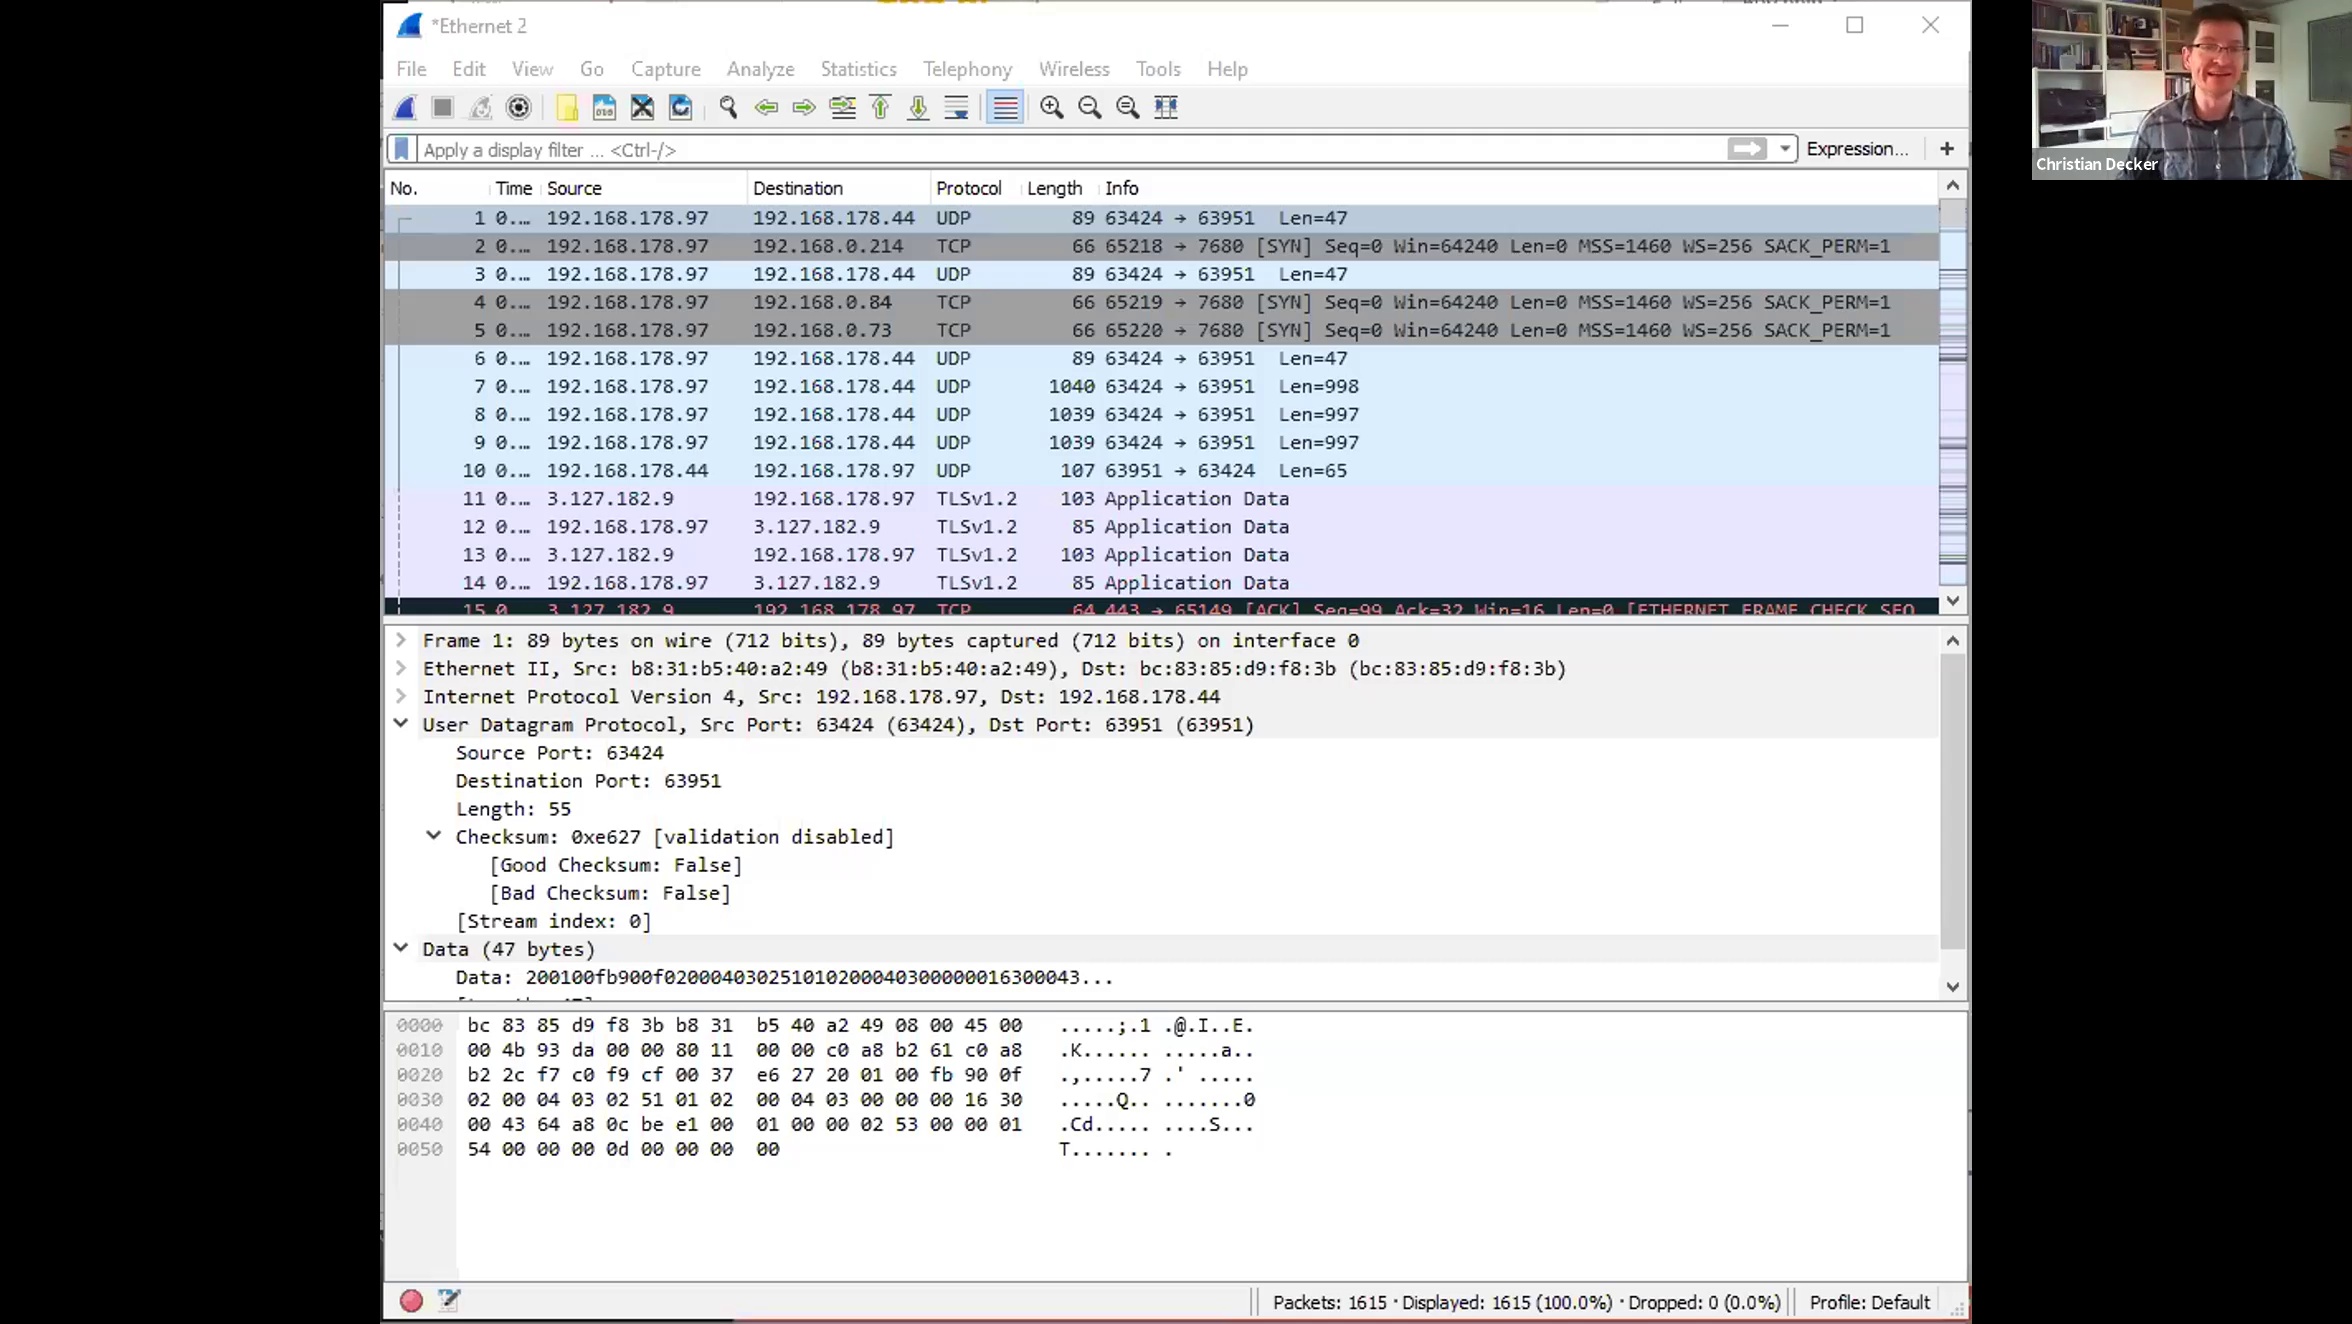 *Ethernet 2
File Edit View Go Capture Analyze Statistics Telephony Wireless Tools Help
Apply a display filter ... <Ctrl-/> Expression... +
No. Time Source Destination Protocol Length Info
1 0... 192.168.178.97 192.168.178.44 UDP 89 63424 → 63951 Len=47
2 0... 192.168.178.97 192.168.0.214 TCP 66 65218 → 7680 [SYN] Seq=0 Win=64240 Len=0 MSS=1460 WS=256 SACK_PERM=1
3 0... 192.168.178.97 192.168.178.44 UDP 89 63424 → 63951 Len=47
4 0... 192.168.178.97 192.168.0.84 TCP 66 65219 → 7680 [SYN] Seq=0 Win=64240 Len=0 MSS=1460 WS=256 SACK_PERM=1
5 0... 192.168.178.97 192.168.0.73 TCP 66 65220 → 7680 [SYN] Seq=0 Win=64240 Len=0 MSS=1460 WS=256 SACK_PERM=1
6 0... 192.168.178.97 192.168.178.44 UDP 89 63424 → 63951 Len=47
7 0... 192.168.178.97 192.168.178.44 UDP 1040 63424 → 63951 Len=998
8 0... 192.168.178.97 192.168.178.44 UDP 1039 63424 → 63951 Len=997
9 0... 192.168.178.97 192.168.178.44 UDP 1039 63424 → 63951 Len=997
10 0... 192.168.178.44 192.168.178.97 UDP 107 63951 → 63424 Len=65
11 0... 3.127.182.9 192.168.178.97 TLSv1.2 103 Application Data
12 0... 192.168.178.97 3.127.182.9 TLSv1.2 85 Application Data
13 0... 3.127.182.9 192.168.178.97 TLSv1.2 103 Application Data
14 0... 192.168.178.97 3.127.182.9 TLSv1.2 85 Application Data
15 0 3.127.182.9 192.168.178.97 TCP 64 443 → 65149 [ACK] Seq=99 Ack=32 Win=16 Len=0 [ETHERNET FRAME CHECK SEQ
Frame 1: 89 bytes on wire (712 bits), 89 bytes captured (712 bits) on interface 0
Ethernet II, Src: b8:31:b5:40:a2:49 (b8:31:b5:40:a2:49), Dst: bc:83:85:d9:f8:3b (bc:83:85:d9:f8:3b)
Internet Protocol Version 4, Src: 192.168.178.97, Dst: 192.168.178.44
User Datagram Protocol, Src Port: 63424 (63424), Dst Port: 63951 (63951)
Source Port: 63424
Destination Port: 63951
Length: 55
Checksum: 0xe627 [validation disabled]
[Good Checksum: False]
[Bad Checksum: False]
[Stream index: 0]
Data (47 bytes)
Data: 200100fb900f020004030251010200040300000016300043...
0000 bc 83 85 d9 f8 3b b8 31 b5 40 a2 49 08 00 45 00 .....;.1 .@.I..E.
0010 00 4b 93 da 00 00 80 11 00 00 c0 a8 b2 61 c0 a8 .K...... .....a..
0020 b2 2c f7 c0 f9 cf 00 37 e6 27 20 01 00 fb 90 0f .,.....7 .' .....
0030 02 00 04 03 02 51 01 02 00 04 03 00 00 00 16 30 .....Q.. .......0
0040 00 43 64 a8 0c be e1 00 01 00 00 02 53 00 00 01 .Cd..... ....S...
0050 54 00 00 00 0d 00 00 00 00 T....... .
Packets: 1615 · Displayed: 1615 (100.0%) · Dropped: 0 (0.0%) Profile: Default
Christian Decker